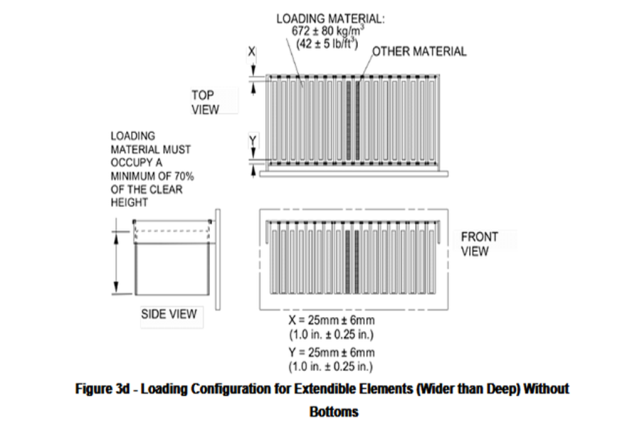 LOADING MATERIAL:
672 ± 80 kg/m³
(42 ± 5 lb/ft³)
X
OTHER MATERIAL
TOP
VIEW
Y
LOADING
MATERIAL MUST
OCCUPY A
MINIMUM OF 70%
OF THE CLEAR
HEIGHT
FRONT
VIEW
SIDE VIEW
X = 25mm ± 6mm
(1.0 in. ± 0.25 in.)
Y = 25mm ± 6mm
(1.0 in. ± 0.25 in.)
Figure 3d - Loading Configuration for Extendible Elements (Wider than Deep) Without
Bottoms